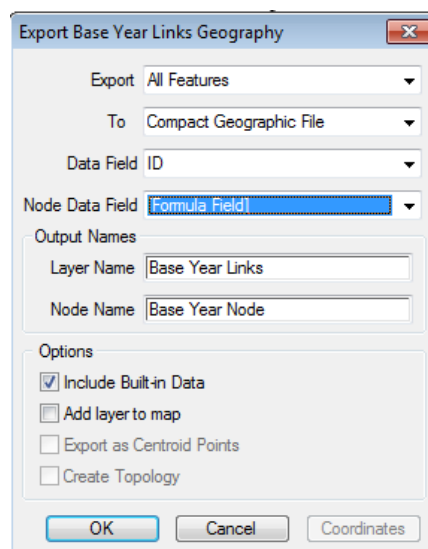 Export Base Year Links Geography
Export All Features
To Compact Geographic File
Data Field ID
Node Data Field [Formula Field]
Output Names
Layer Name Base Year Links
Node Name Base Year Node
Options
Include Built-in Data
Add layer to map
Export as Centroid Points
Create Topology
OK Cancel Coordinates